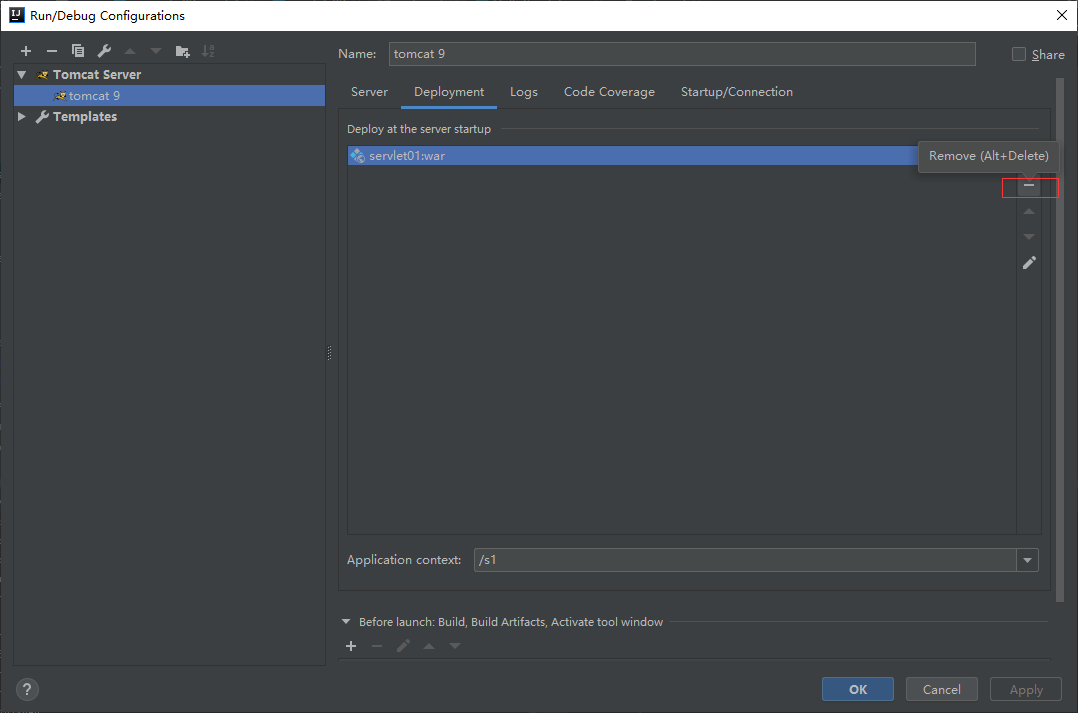 Run/Debug Configurations
Name: tomcat 9
Share
Tomcat Server
tomcat 9
Templates
Server Deployment Logs Code Coverage Startup/Connection
Deploy at the server startup
servlet01:war
Remove (Alt+Delete)
Application context: /s1
Before launch: Build, Build Artifacts, Activate tool window
?
OK Cancel Apply